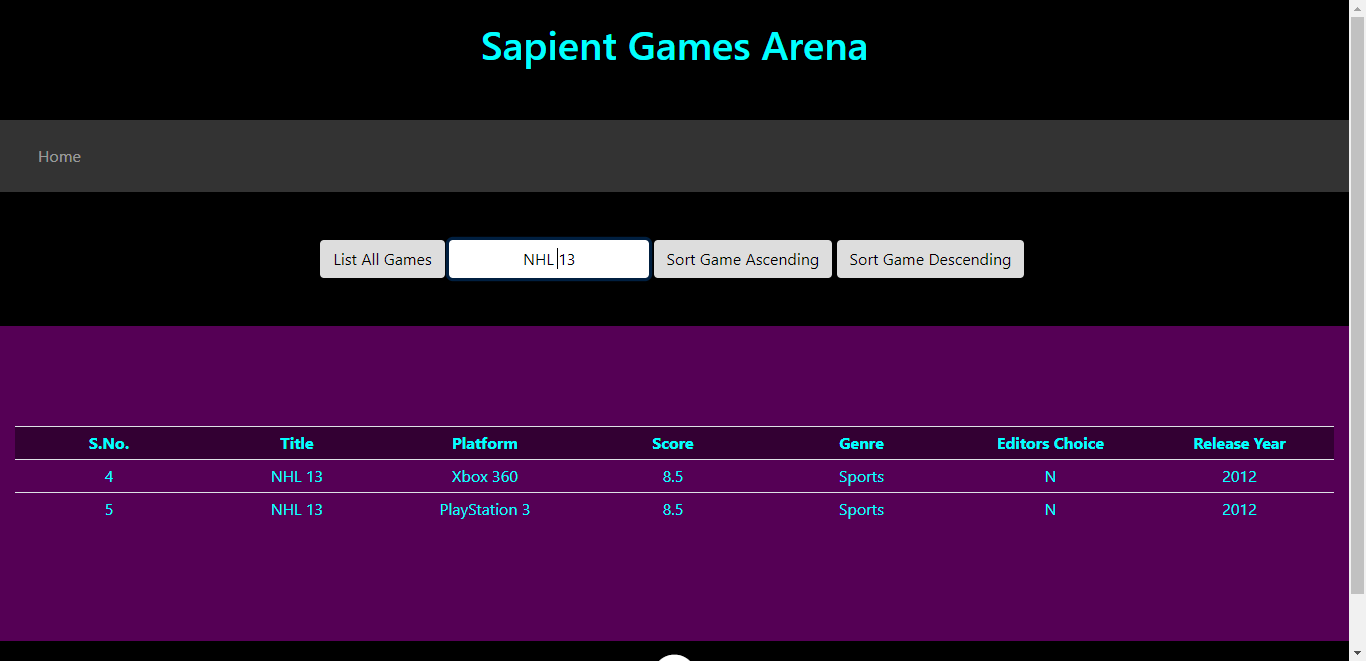 Sapient Games Arena
Home
List All Games NHL 13 Sort Game Ascending Sort Game Descending
S.No. Title Platform Score Genre Editors Choice Release Year
4 NHL 13 Xbox 360 8.5 Sports N 2012
5 NHL 13 PlayStation 3 8.5 Sports N 2012